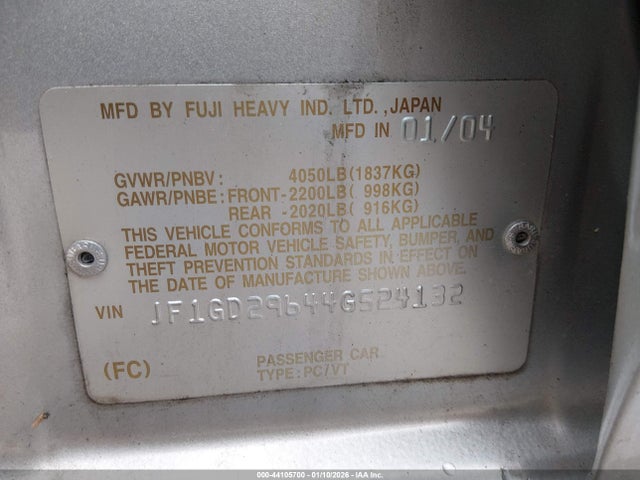 MFD BY FUJI HEAVY IND. LTD.,JAPAN
MFD IN 01/04
GVWR/PNBV: 4050LB(1837KG)
GAWR/PNBE: FRONT-2200LB( 998KG)
REAR -2020LB( 916KG)
THIS VEHICLE CONFORMS TO ALL APPLICABLE
FEDERAL MOTOR VEHICLE SAFETY, BUMPER, AND
THEFT PREVENTION STANDARDS IN EFFECT ON
THE DATE OF MANUFACTURE SHOWN ABOVE.
VIN JF1GD29644G524132
(FC) PASSENGER CAR
TYPE:PC/VT
000-44105700 - 01/10/2026 - IAA Inc.